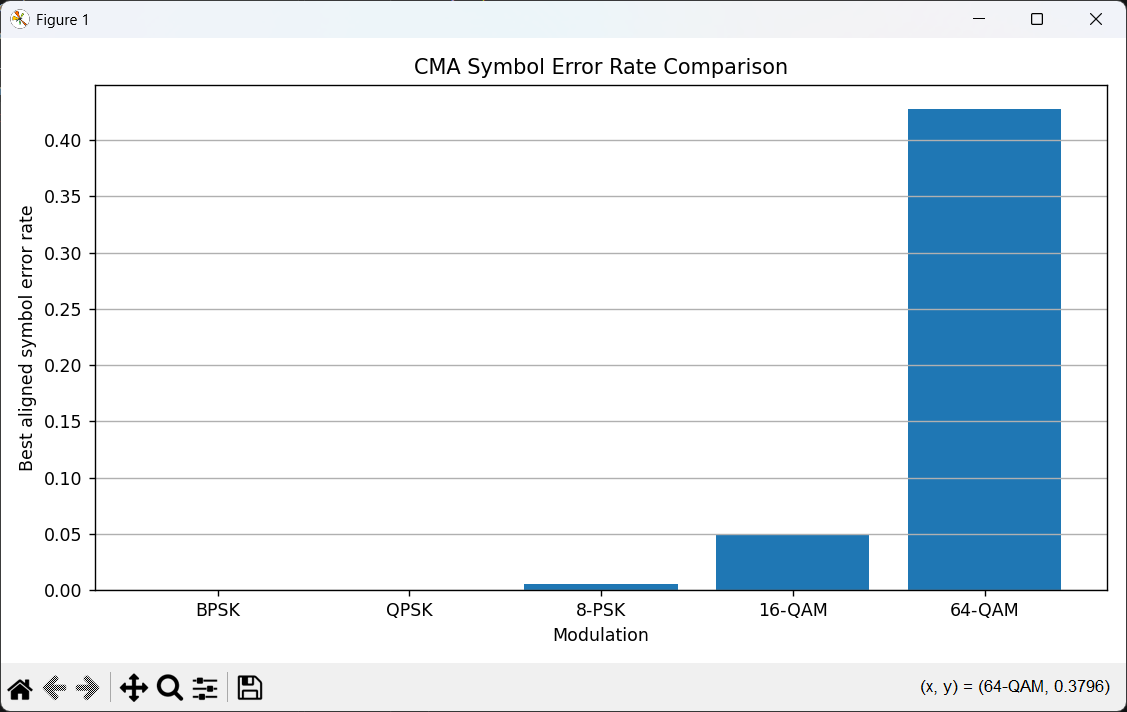 Figure 1
CMA Symbol Error Rate Comparison
Best aligned symbol error rate
0.40
0.35
0.30
0.25
0.20
0.15
0.10
0.05
0.00
BPSK QPSK 8-PSK 16-QAM 64-QAM
Modulation
(x, y) = (64-QAM, 0.3796)